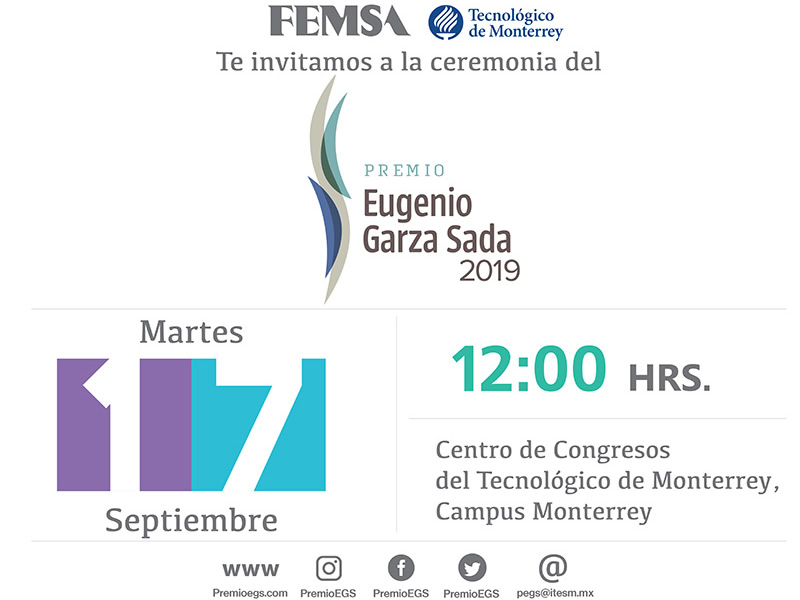 FEMSA
Tecnológico
de Monterrey
Te invitamos a la ceremonia del
PREMIO
Eugenio
Garza Sada
2019
Martes
17
Septiembre
12:00 HRS.
Centro de Congresos
del Tecnológico de Monterrey,
Campus Monterrey
www
Premioegs.com
PremioEGS
PremioEGS
PremioEGS
@
pegs@itesm.mx